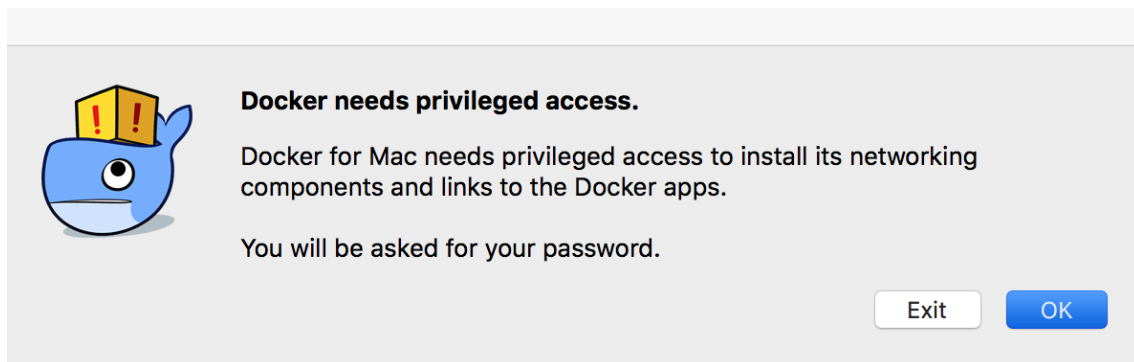 Docker needs privileged access.
Docker for Mac needs privileged access to install its networking
components and links to the Docker apps.
You will be asked for your password.
Exit
OK